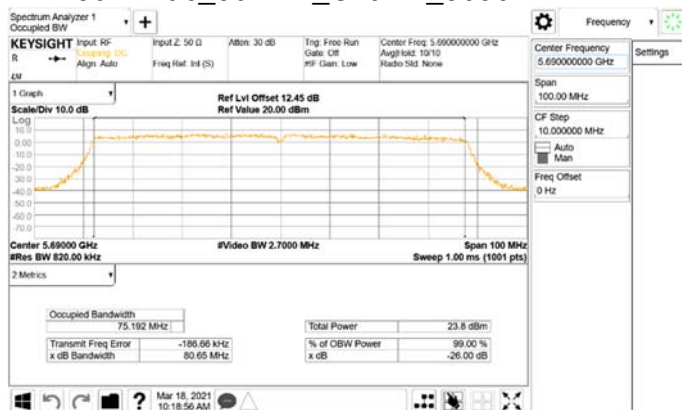 Spectrum Analyzer 1
Occupied BW
Frequency
KEYSIGHT
R
Input: RF
Coupling: DC
Align: Auto
Input Z: 50 Ω
Freq Ref: Int (S)
Atten: 30 dB
Trig: Free Run
Gate: Off
#IF Gain: Low
Center Freq: 5.690000000 GHz
Avg|Hold: 10/10
Radio Std: None
Center Frequency
5.690000000 GHz
Settings
Span
100.00 MHz
CF Step
10.000000 MHz
Auto
Man
Freq Offset
0 Hz
1 Graph
Scale/Div 10.0 dB
Ref Lvl Offset 12.45 dB
Ref Value 20.00 dBm
Log
10.0
0.00
-10.0
-20.0
-30.0
-40.0
-50.0
-60.0
-70.0
Center 5.69000 GHz
#Res BW 820.00 kHz
#Video BW 2.7000 MHz
Span 100 MHz
Sweep 1.00 ms (1001 pts)
2 Metrics
Occupied Bandwidth
75.192 MHz
Total Power 23.8 dBm
Transmit Freq Error -186.66 kHz
% of OBW Power 99.00 %
x dB Bandwidth 80.65 MHz
x dB -26.00 dB
?
Mar 18, 2021
10:18:56 AM